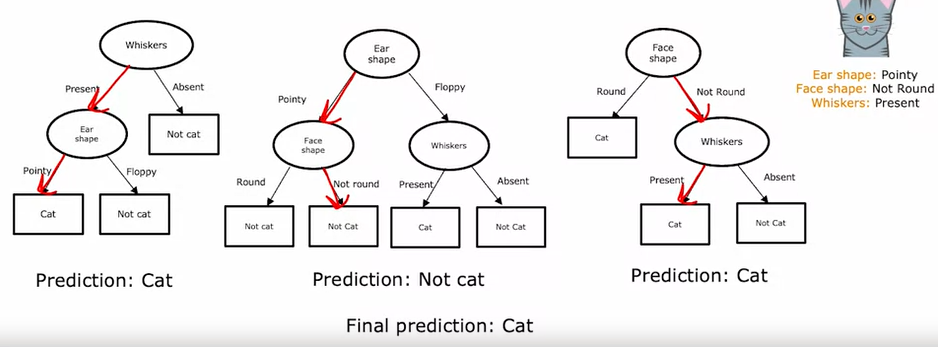 Whiskers
Present
Absent
Ear
shape
Not cat
Pointy
Floppy
Cat
Not cat
Prediction: Cat
Ear
shape
Pointy
Floppy
Face
shape
Whiskers
Round
Not round
Present
Absent
Not cat
Not Cat
Cat
Not Cat
Prediction: Not cat
Face
shape
Round
Not Round
Cat
Whiskers
Present
Absent
Cat
Not Cat
Prediction: Cat
Ear shape: Pointy
Face shape: Not Round
Whiskers: Present
Final prediction: Cat